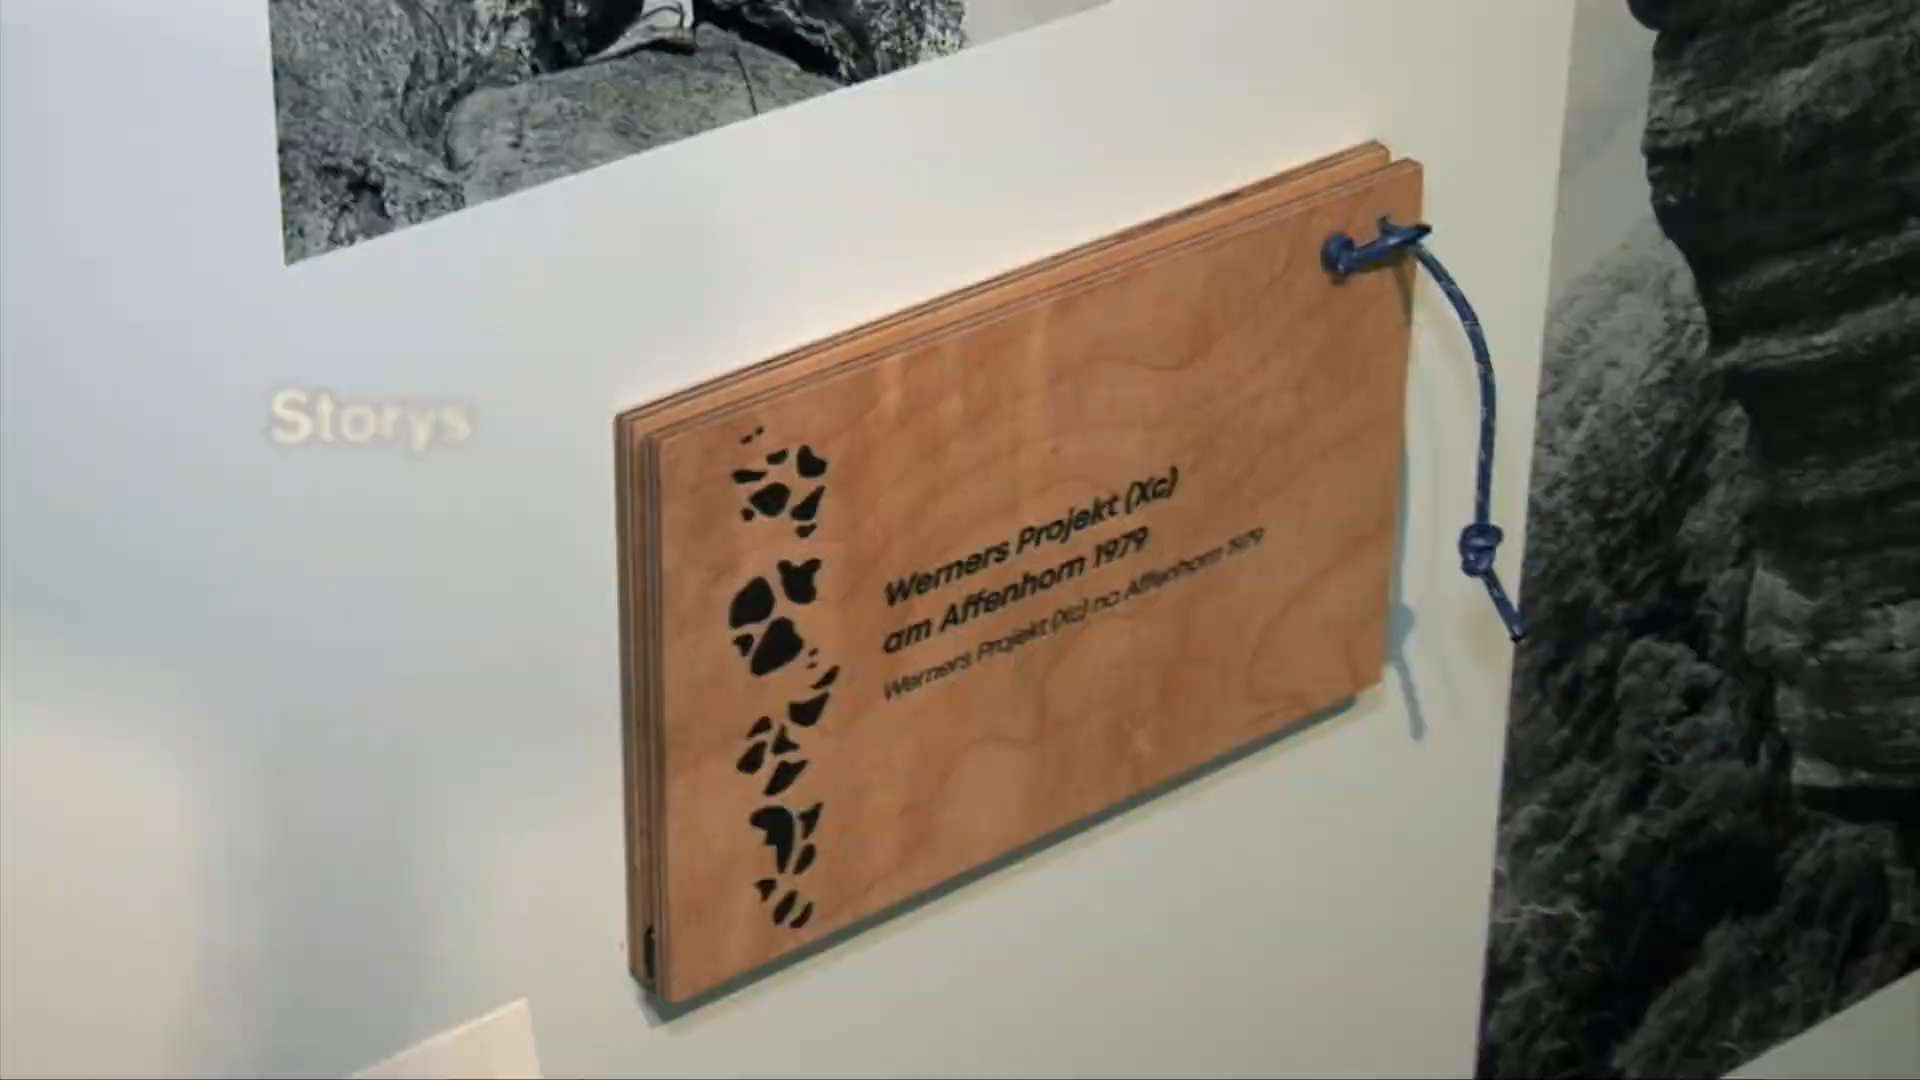 Storys
Werners Projekt (Xc)
am Affenhorn 1979
Werners Projekt (Xc) na Affenhorn 1979